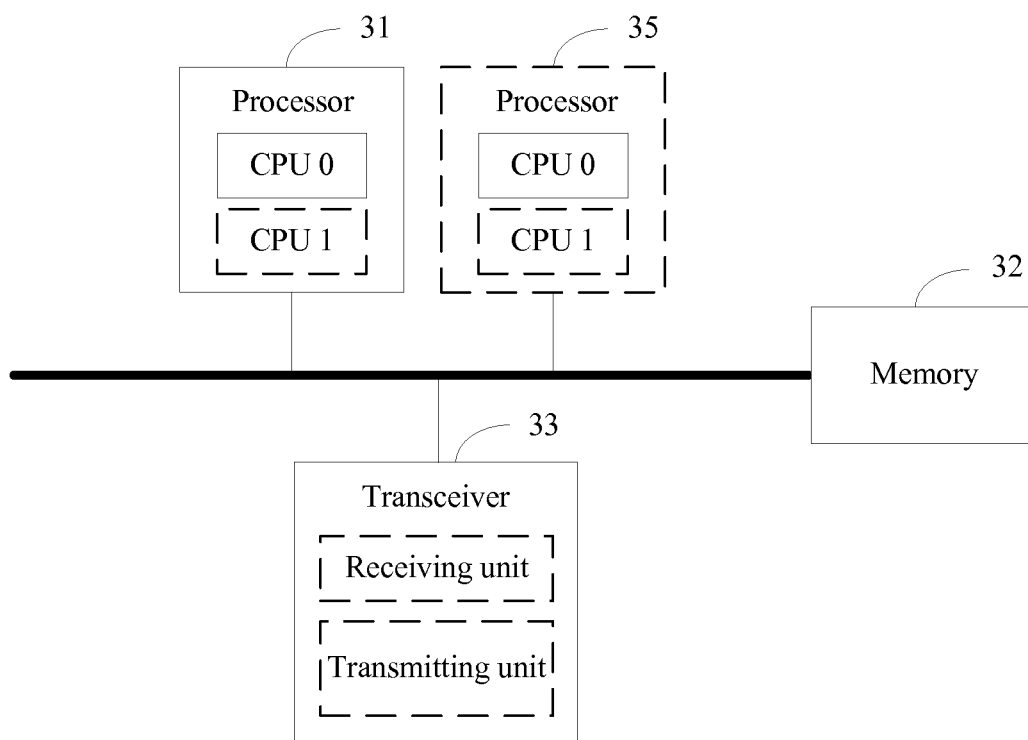 31
Processor
CPU 0
CPU 1
35
Processor
CPU 0
CPU 1
32
Memory
33
Transceiver
Receiving unit
Transmitting unit